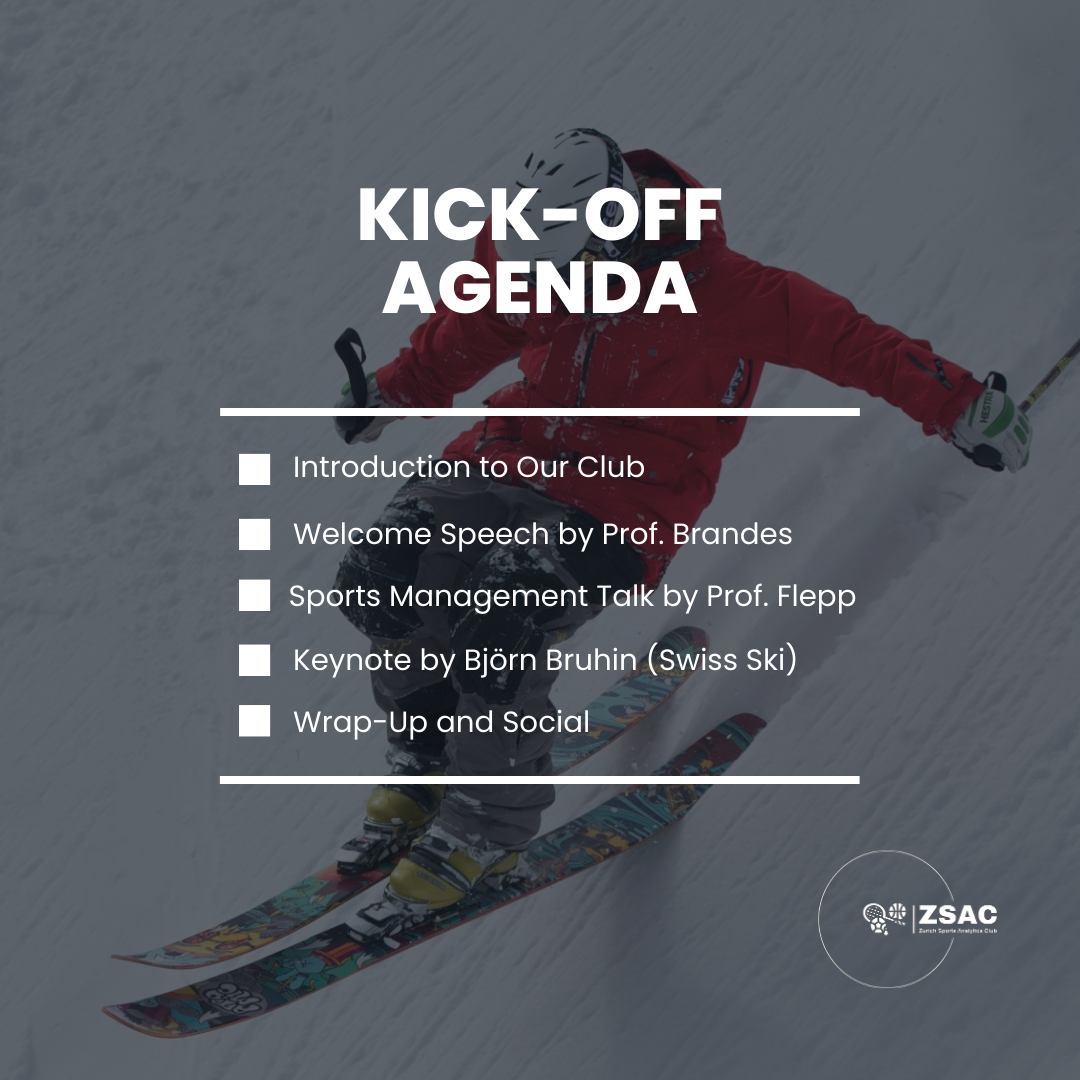 KICK-OFF
AGENDA
Introduction to Our Club
Welcome Speech by Prof. Brandes
Sports Management Talk by Prof. Flepp
Keynote by Björn Bruhin (Swiss Ski)
Wrap-Up and Social
HESTRA
ZSAC
Zurich Sports Analytics Club